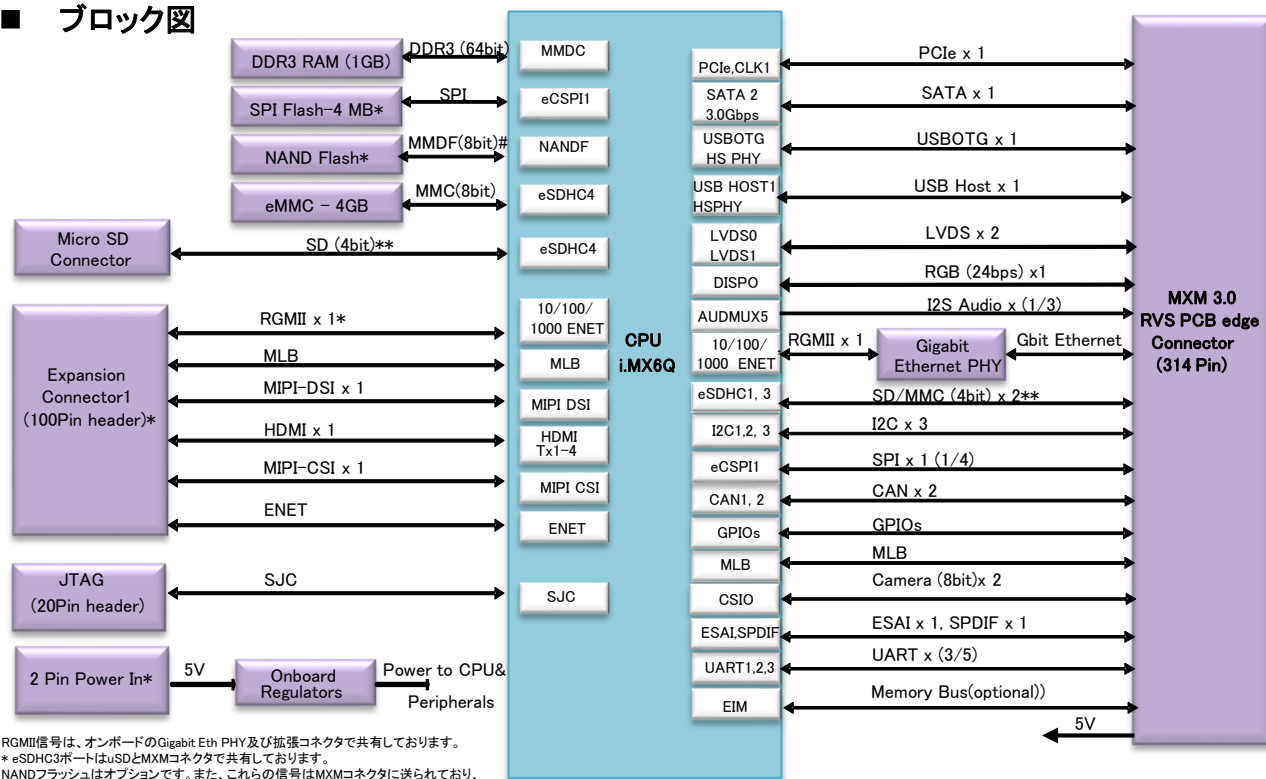 ■ ブロック図
DDR3 RAM (1GB)
DDR3 (64bit)
MMDC
SPI Flash-4 MB*
SPI
eCSPI1
NAND Flash*
MMDF(8bit)#
NANDF
eMMC - 4GB
MMC(8bit)
eSDHC4
Micro SD
Connector
SD (4bit)**
eSDHC4
Expansion
Connector1
(100Pin header)*
RGMII x 1*
10/100/
1000 ENET
MLB
MLB
MIPI-DSI x 1
MIPI DSI
HDMI x 1
HDMI
Tx1-4
MIPI-CSI x 1
MIPI CSI
ENET
ENET
JTAG
(20Pin header)
SJC
SJC
2 Pin Power In*
5V
Onboard
Regulators
Power to CPU&
Peripherals
CPU
i.MX6Q
PCIe,CLK1
PCIe x 1
SATA 2
3.0Gbps
SATA x 1
USBOTG
HS PHY
USBOTG x 1
USB HOST1
HSPHY
USB Host x 1
LVDS0
LVDS1
LVDS x 2
DISPO
RGB (24bps) x1
AUDMUX5
I2S Audio x (1/3)
10/100/
1000 ENET
RGMII x 1
Gigabit
Ethernet PHY
Gbit Ethernet
eSDHC1, 3
SD/MMC (4bit) x 2**
I2C1,2, 3
I2C x 3
eCSPI1
SPI x 1 (1/4)
CAN1, 2
CAN x 2
GPIOs
GPIOs
MLB
MLB
CSIO
Camera (8bit)x 2
ESAI,SPDIF
ESAI x 1, SPDIF x 1
UART1,2,3
UART x (3/5)
EIM
Memory Bus(optional))
5V
MXM 3.0
RVS PCB edge
Connector
(314 Pin)
RGMII信号は、オンボードのGigabit Eth PHY及び拡張コネクタで共有しております。
* eSDHC3ポートはuSDとMXMコネクタで共有しております。
NANDフラッシュはオプションです。また、これらの信号はMXMコネクタに送られており、